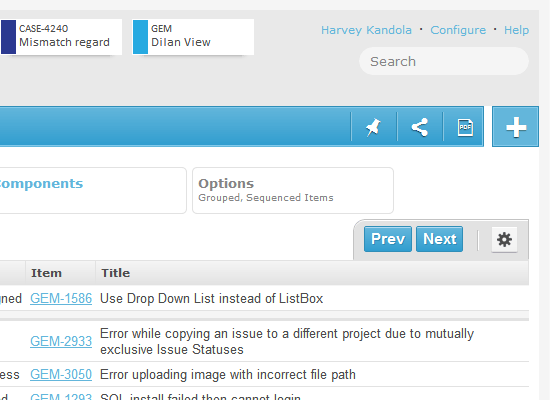 CASE-4240
Mismatch regard
GEM
Dilan View
Harvey Kandola · Configure · Help
Search
PDF
omponents
Options
Grouped, Sequenced Items
Prev Next
Item Title
gned GEM-1586 Use Drop Down List instead of ListBox
GEM-2933 Error while copying an issue to a different project due to mutually
exclusive Issue Statuses
ess GEM-3050 Error uploading image with incorrect file path
ed GEM-1293 SQL install failed then cannot login